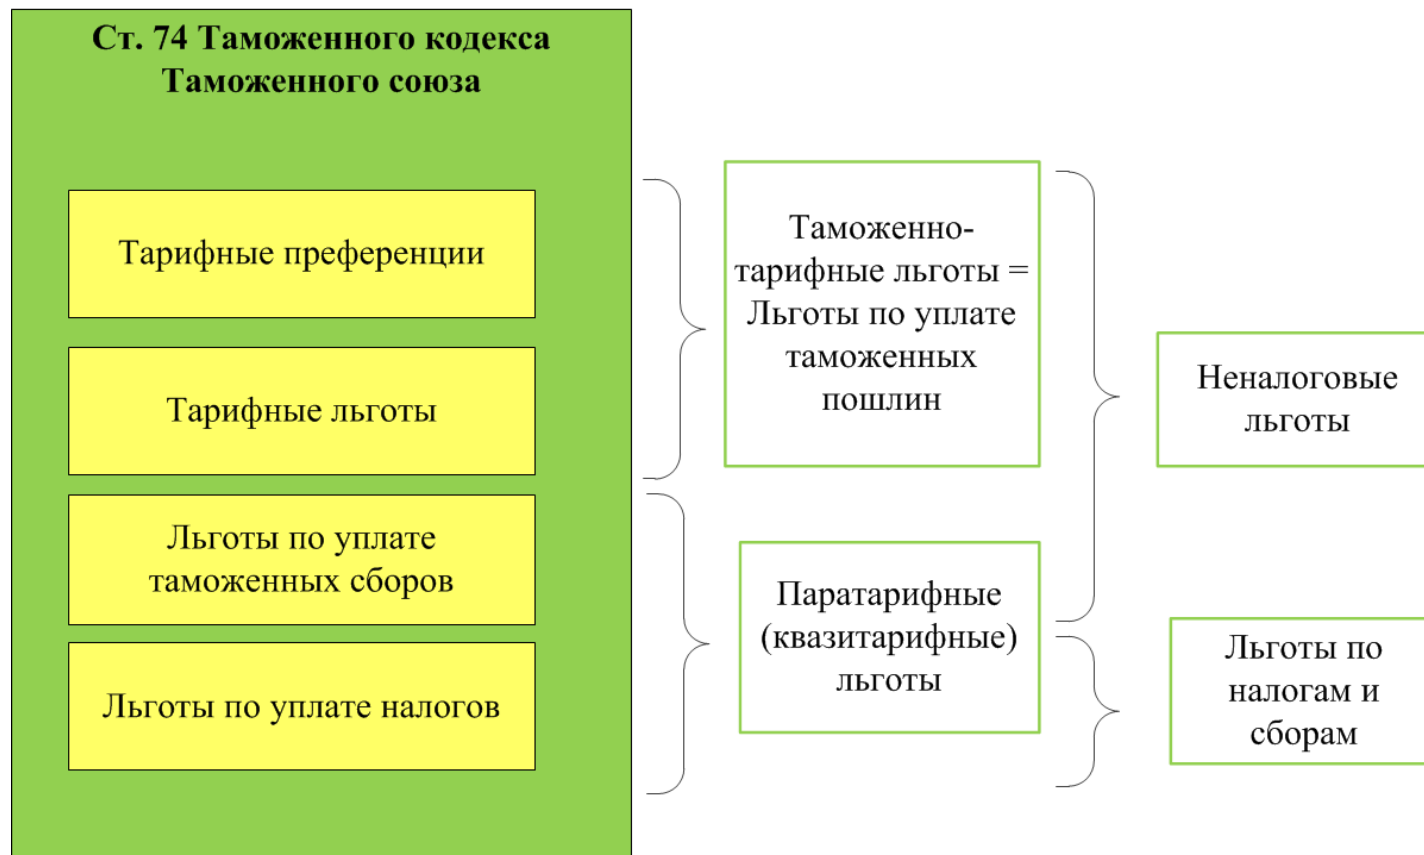 Ст. 74 Таможенного кодекса
Таможенного союза
Тарифные преференции
Тарифные льготы
Льготы по уплате
таможенных сборов
Льготы по уплате налогов
Таможенно-
тарифные льготы =
Льготы по уплате
таможенных
пошлин
Паратарифные
(квазитарифные)
льготы
Неналоговые
льготы
Льготы по
налогам и
сборам